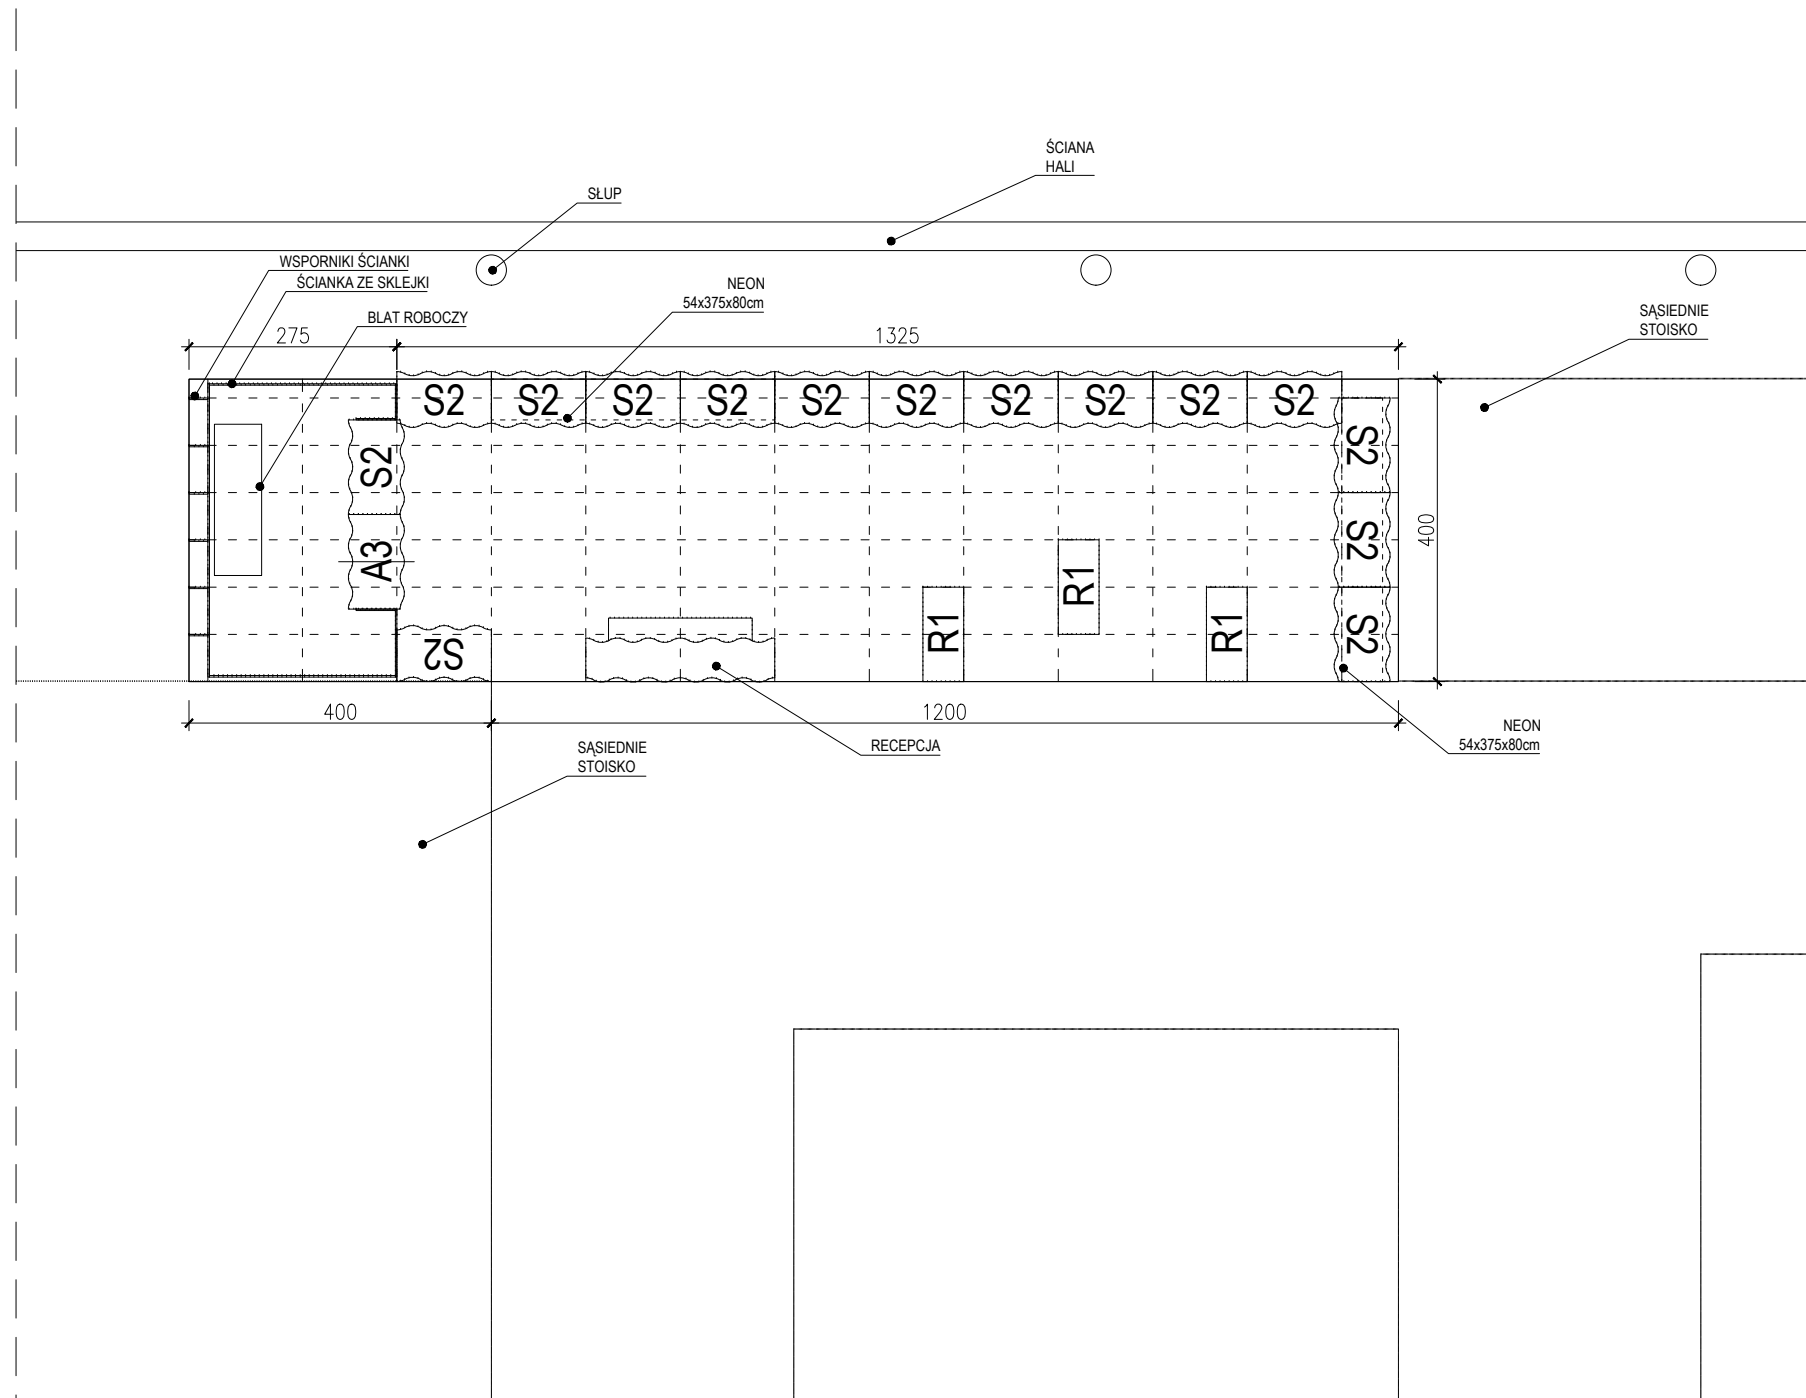 ŚCIANA
HALI
SŁUP
WSPORNIKI ŚCIANKI
ŚCIANKA ZE SKLEJKI
NEON
54x375x80cm
BLAT ROBOCZY
SĄSIEDNIE
STOISKO
275
1325
S2 S2 S2 S2 S2 S2 S2 S2 S2 S2
S2
S2
A3
S2
400
R1
R1
R1
S2
S2
400
1200
NEON
54x375x80cm
SĄSIEDNIE
STOISKO
RECEPCJA